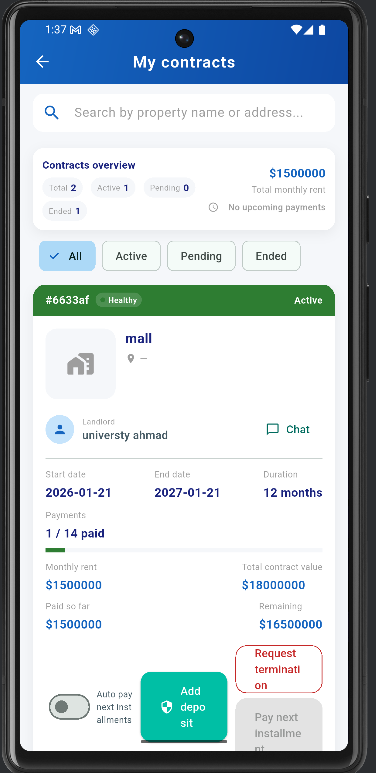 1:37
My contracts
Search by property name or address...
Contracts overview
Total 2 Active 1 Pending 0
Ended 1
$1500000
Total monthly rent
No upcoming payments
All Active Pending Ended
#6633af Healthy Active
mall
—
Landlord
universty ahmad
Chat
Start date End date Duration
2026-01-21 2027-01-21 12 months
Payments
1 / 14 paid
Monthly rent Total contract value
$1500000 $18000000
Paid so far Remaining
$1500000 $16500000
Auto pay
next inst
allments
Add
depo
sit
Request
terminati
on
Pay next
installme
nt